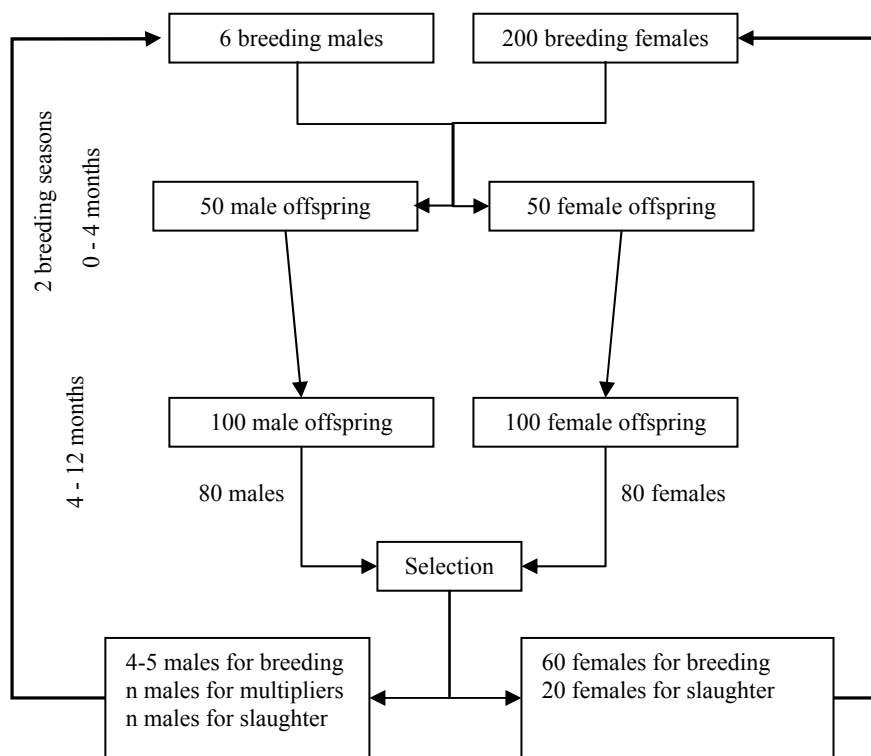 6 breeding males
200 breeding females
2 breeding seasons
0 - 4 months
50 male offspring
50 female offspring
4 - 12 months
100 male offspring
100 female offspring
80 males
80 females
Selection
4-5 males for breeding
n males for multipliers
n males for slaughter
60 females for breeding
20 females for slaughter